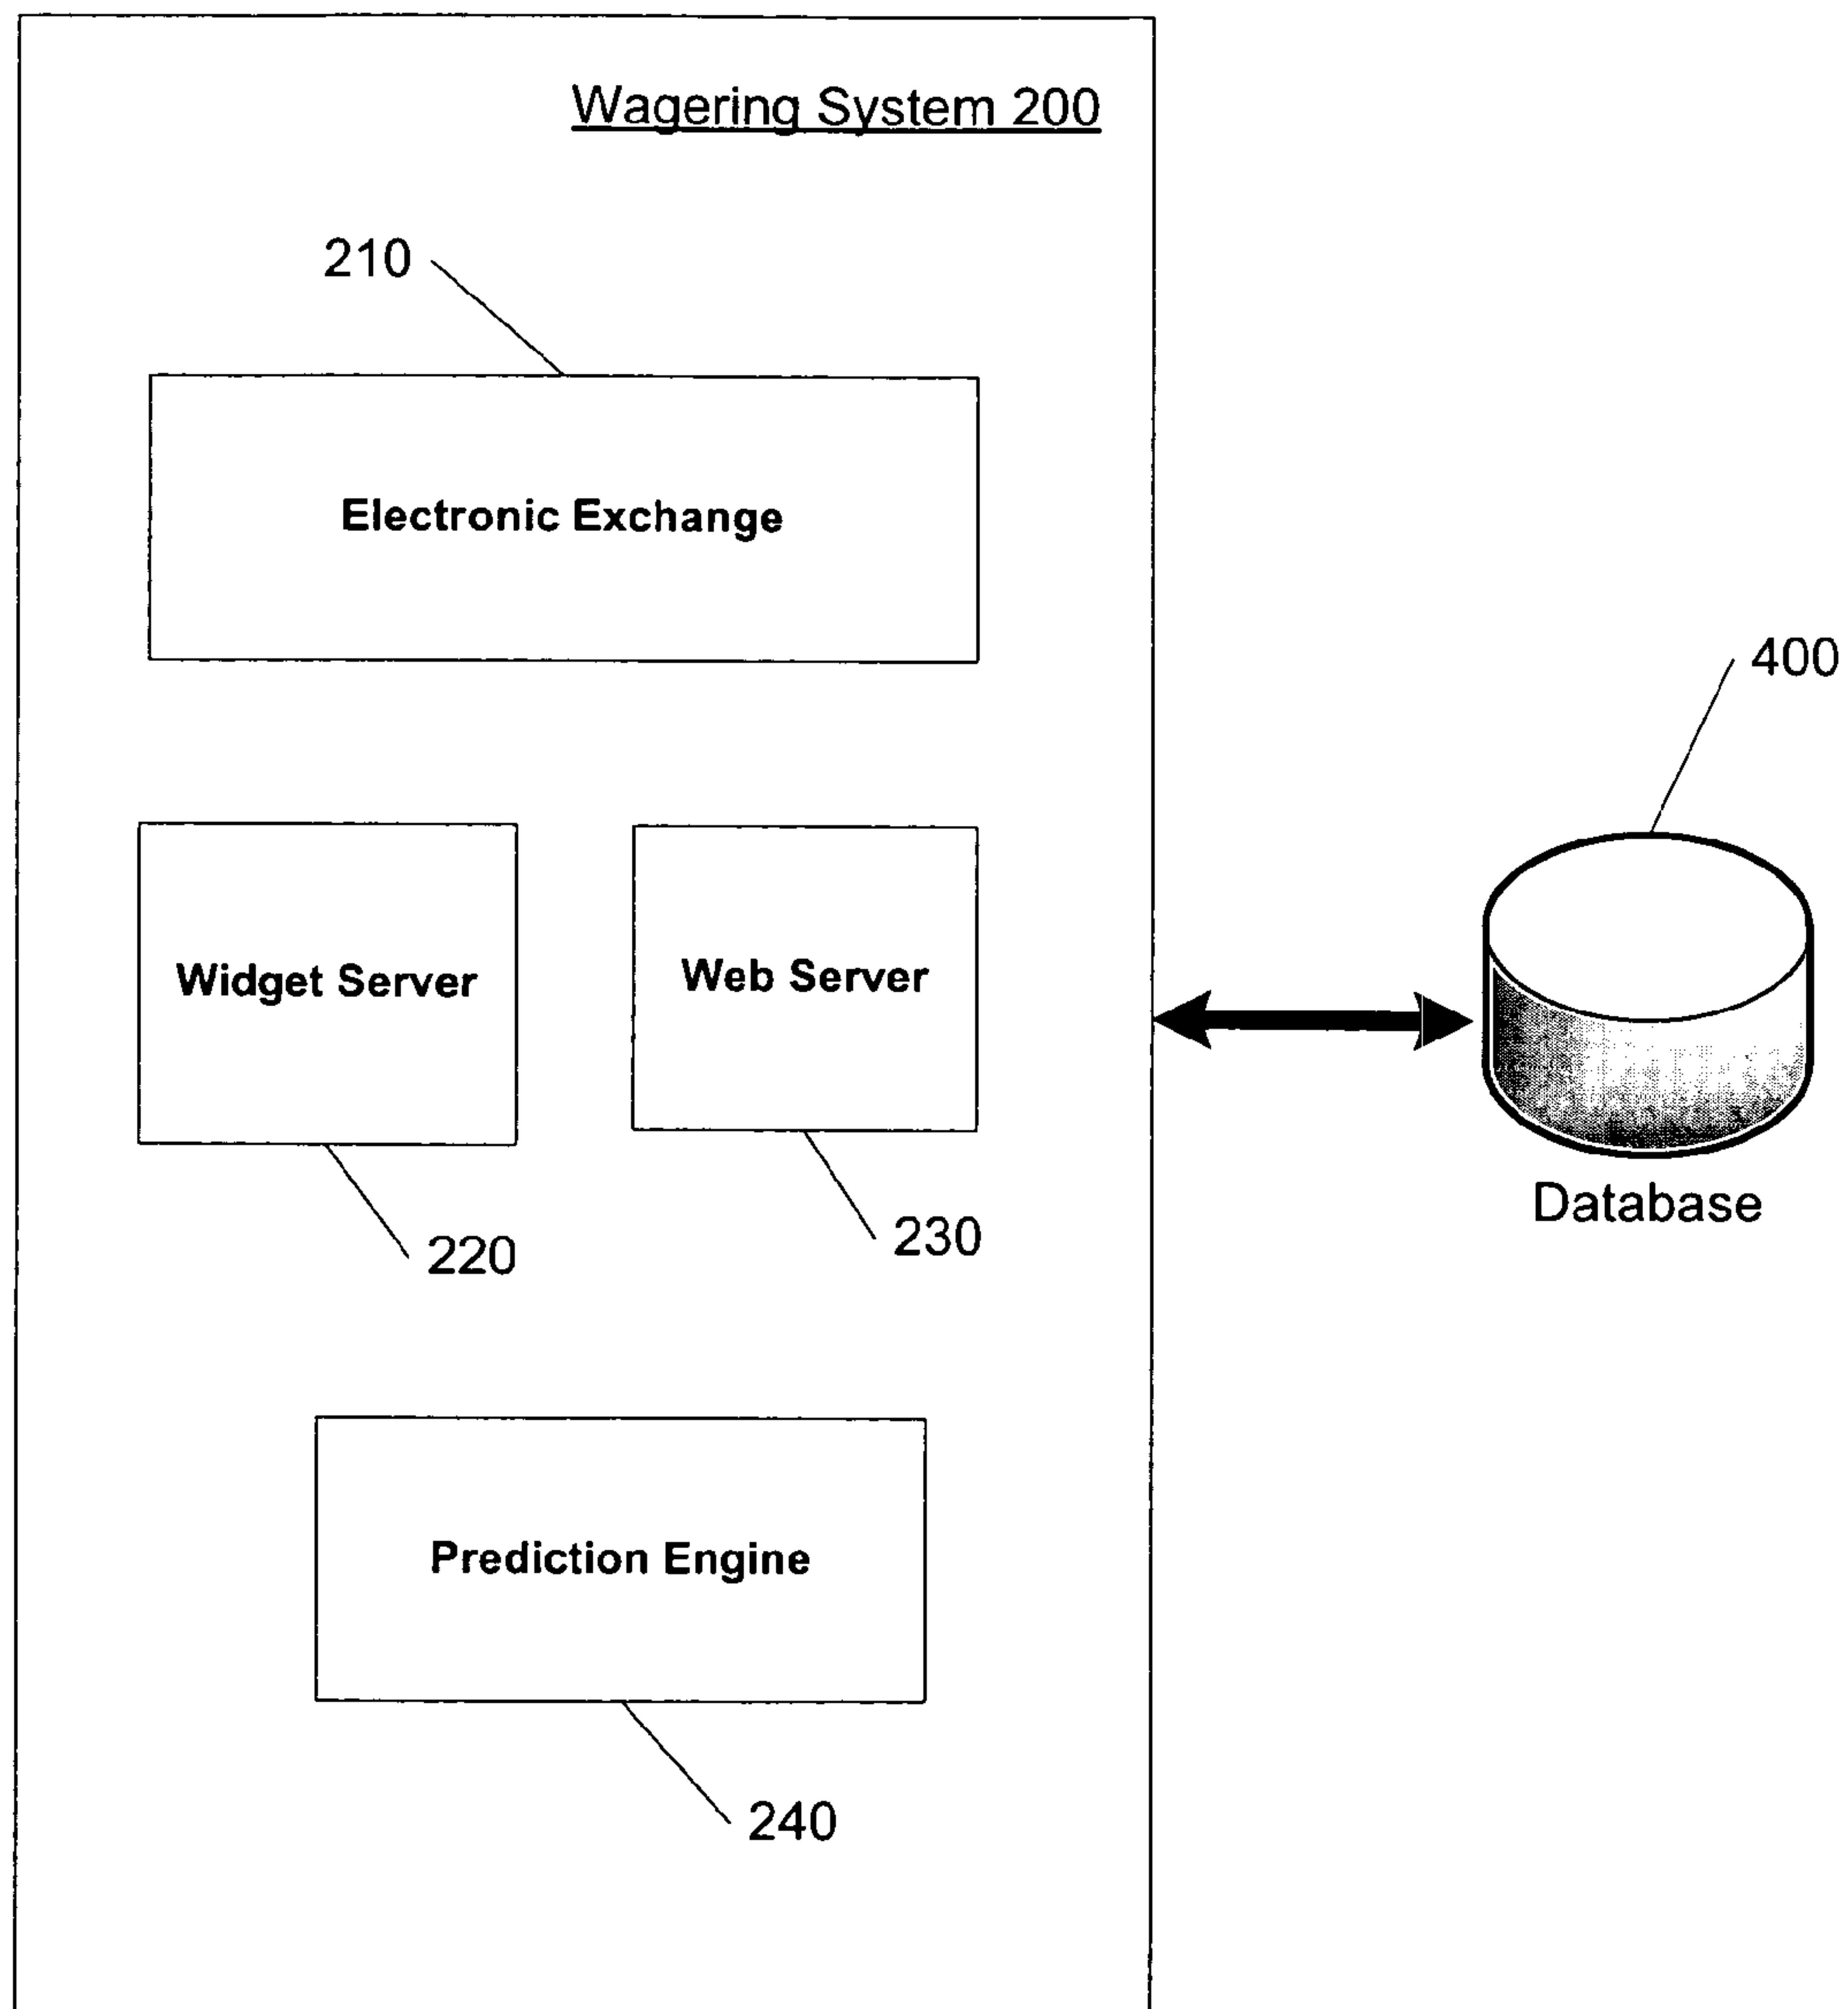 Wagering System 200
210
Electronic Exchange
400
Widget Server
Web Server
Database
220
230
Prediction Engine
240